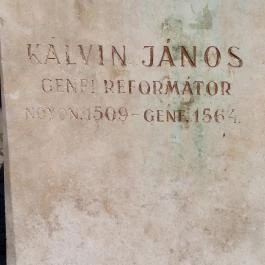 KÁLVIN JÁNOS
GENFI REFORMÁTOR
NOYON, 1509 – GENF, 1564.